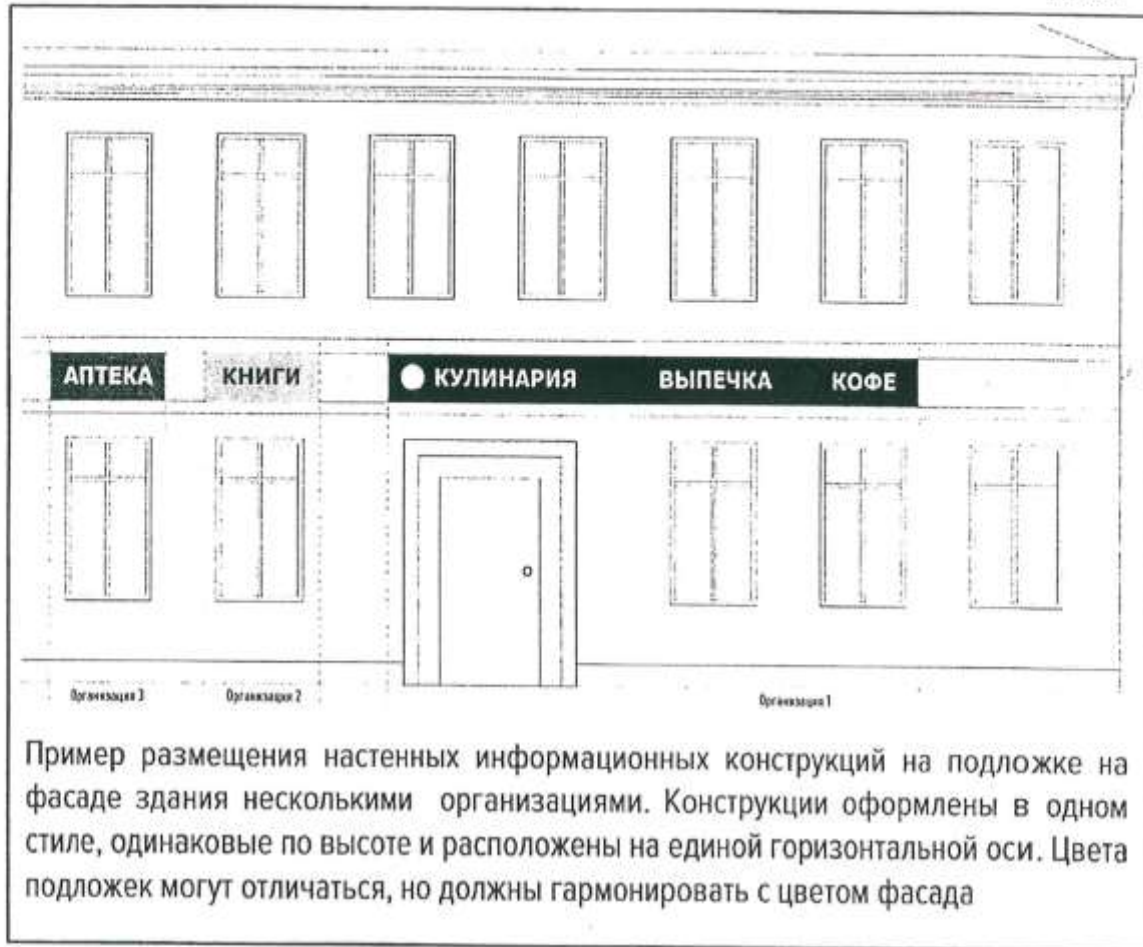 АПТЕКА КНИГИ КУЛИНАРИЯ ВЫПЕЧКА КОФЕ
Организация 3 Организация 2 Организация 1
Пример размещения настенных информационных конструкций на подложке на
фасаде здания несколькими организациями. Конструкции оформлены в одном
стиле, одинаковые по высоте и расположены на единой горизонтальной оси. Цвета
подложек могут отличаться, но должны гармонировать с цветом фасада